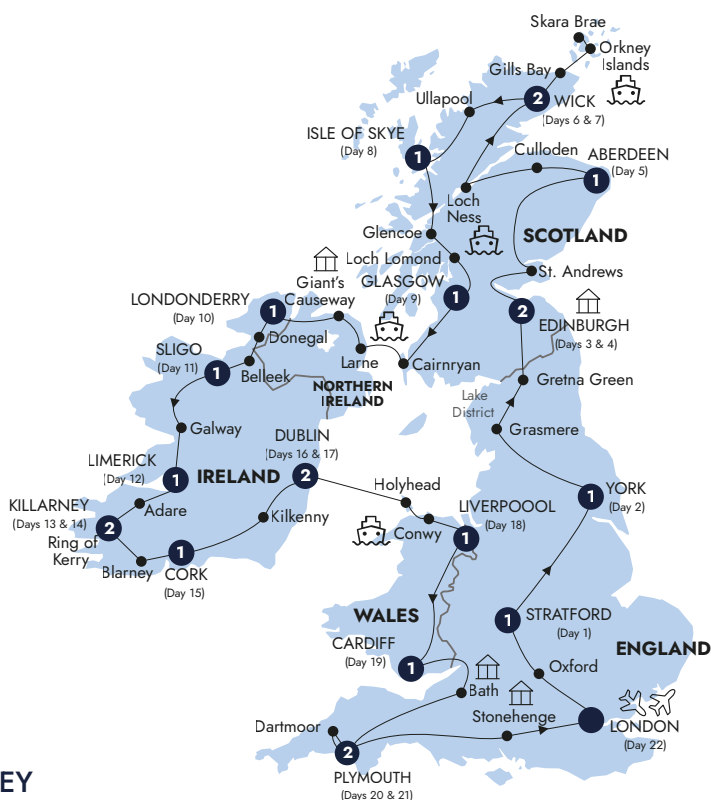 Skara Brae
Orkney
Islands
Gills Bay
2
WICK
(Days 6 & 7)
Ullapool
ISLE OF SKYE
(Day 8)
1
Culloden
ABERDEEN
(Day 5)
1
Loch
Ness
Glencoe
SCOTLAND
Loch Lomond
St. Andrews
GLASGOW
(Day 9)
1
Giant's
Causeway
LONDONDERRY
(Day 10)
1
2
EDINBURGH
(Days 3 & 4)
Donegal
SLIGO
(Day 11)
1
Belleek
Larne
Cairnryan
NORTHERN
IRELAND
Gretna Green
Lake
District
Grasmere
Galway
DUBLIN
(Days 16 & 17)
2
LIMERICK
(Day 12)
1
IRELAND
Holyhead
YORK
(Day 2)
1
KILLARNEY
(Days 13 & 14)
2
Adare
Ring of
Kerry
Kilkenny
LIVERPOOOL
(Day 18)
1
Conwy
Blarney
1
CORK
(Day 15)
WALES
STRATFORD
(Day 1)
1
CARDIFF
(Day 19)
1
ENGLAND
Oxford
Bath
Stonehenge
Dartmoor
LONDON
(Day 22)
2
PLYMOUTH
(Days 20 & 21)
EY